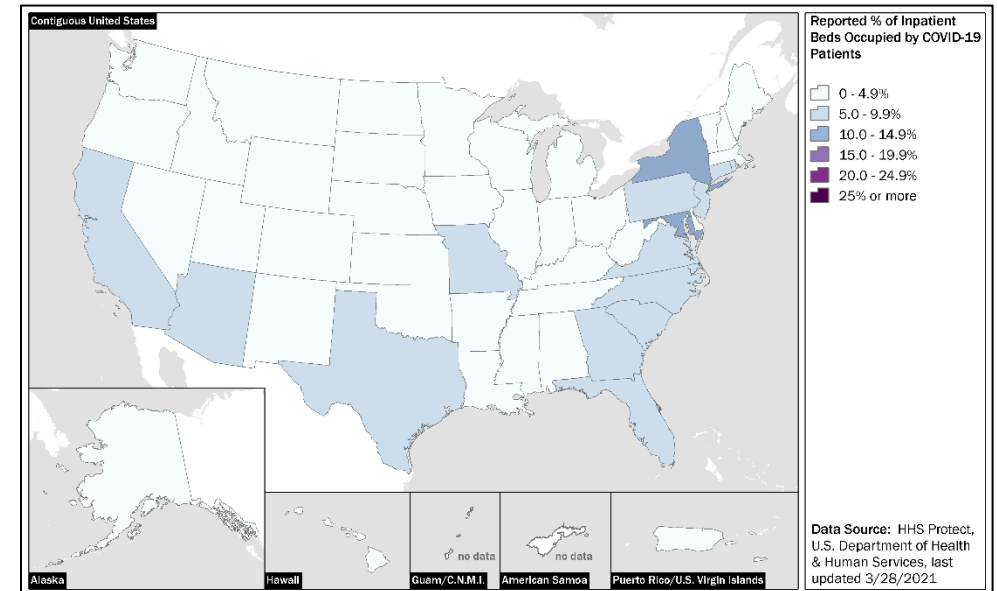 Contiguous United States
Reported % of Inpatient
Beds Occupied by COVID-19
Patients
0 - 4.9%
5.0 - 9.9%
10.0 - 14.9%
15.0 - 19.9%
20.0 - 24.9%
25% or more
no data
no data
Alaska
Hawaii
Guam/C.N.M.I.
American Samoa
Puerto Rico/U.S. Virgin Islands
Data Source: HHS Protect,
U.S. Department of Health
& Human Services, last
updated 3/28/2021